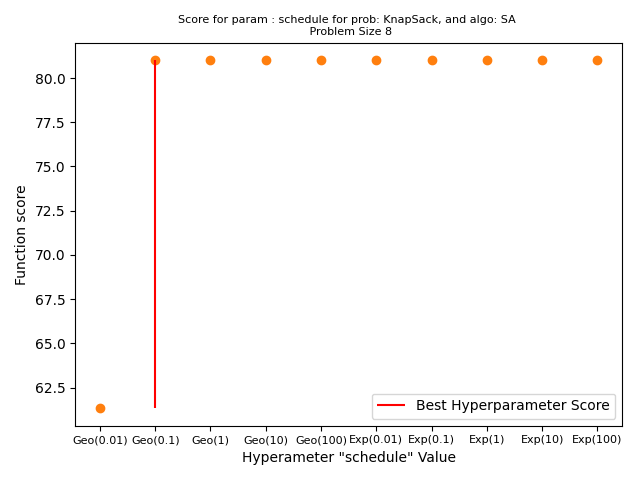 Score for param : schedule for prob: KnapSack, and algo: SA
Problem Size 8
Function score
80.0
77.5
75.0
72.5
70.0
67.5
65.0
62.5
Best Hyperparameter Score
Geo(0.01) Geo(0.1) Geo(1) Geo(10) Geo(100) Exp(0.01) Exp(0.1) Exp(1) Exp(10) Exp(100)
Hyperameter "schedule" Value